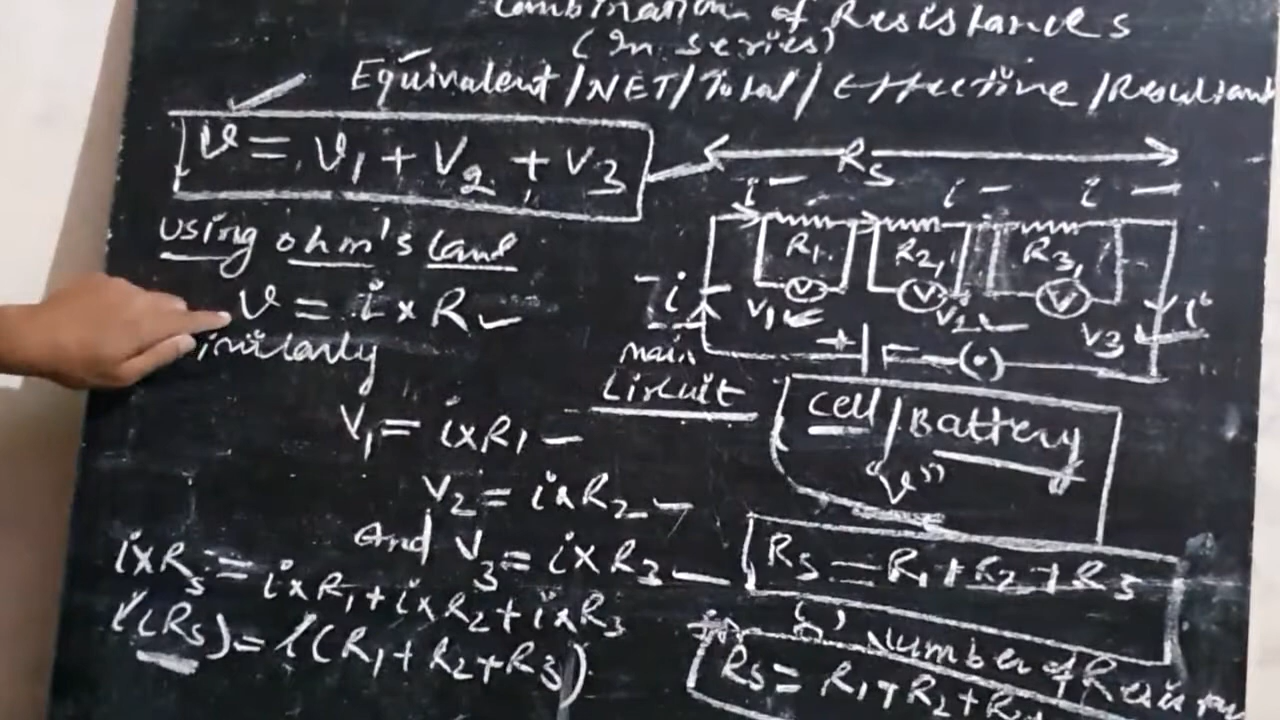 Combination of Resistances
(In series)
Equivalent/NET/Total/Effective/Resultant
V = V1 + V2 + V3
using ohm's law
V = i × R
Similarly
V1 = i×R1
V2 = i×R2
And V3 = i×R3
i×Rs = i×R1 + i×R2 + i×R3
i(Rs) = i(R1 + R2 + R3)
Rs
i i i
R1 R2 R3
V V V
i V1 V2 V3 i
+ - (•)
main
Circuit
Cell/Battery
"V"
Rs = R1 + R2 + R3
Number of
Rs = R1 + R2 + R3